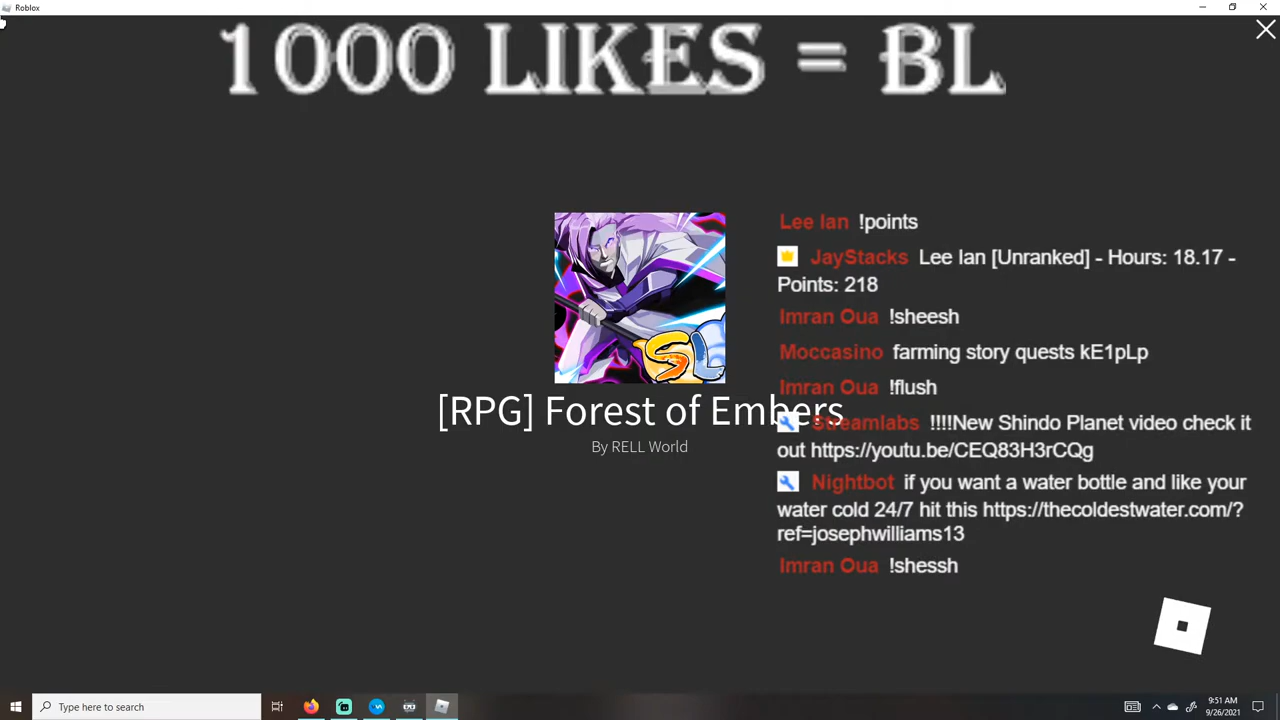 Roblox
1000 LIKES = BL
Lee Ian !points
JayStacks Lee Ian [Unranked] - Hours: 18.17 -
Points: 218
Imran Oua !sheesh
Moccasino farming story quests kE1pLp
Imran Oua !flush
SL
[RPG] Forest of Embers
By RELL World
Streamlabs !!!!New Shindo Planet video check it
out https://youtu.be/CEQ83H3rCQg
Nightbot if you want a water bottle and like your
water cold 24/7 hit this https://thecoldestwater.com/?
ref=josephwilliams13
Imran Oua !shessh
Type here to search
9:51 AM
9/26/2021